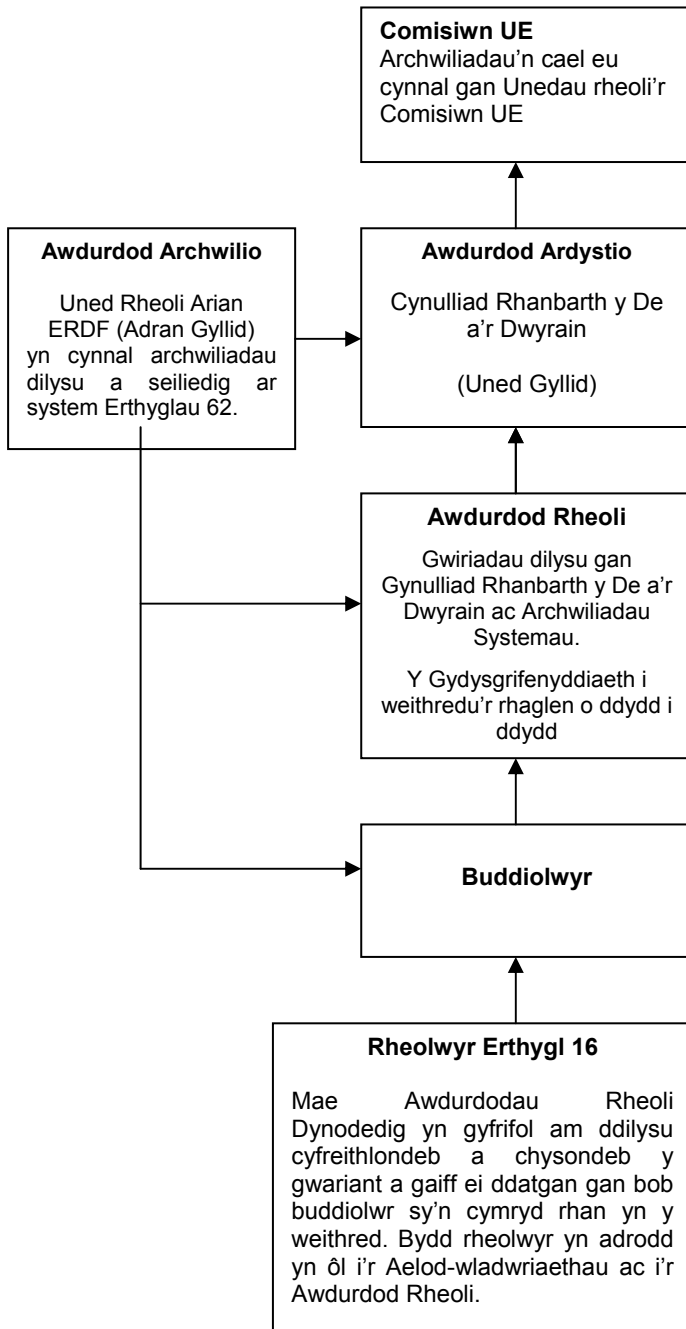 Comisiwn UE
Archwiliadau'n cael eu
cynnal gan Unedau rheoli'r
Comisiwn UE
Awdurdod Archwilio
Uned Rheoli Arian
ERDF (Adran Gyllid)
yn cynnal archwiliadau
dilysu a seiliedig ar
system Erthyglau 62.
Awdurdod Ardystio
Cynulliad Rhanbarth y De
a'r Dwyrain
(Uned Gyllid)
Awdurdod Rheoli
Gwiriadau dilysu gan
Gynulliad Rhanbarth y De a'r
Dwyrain ac Archwiliadau
Systemau.
Y Gydysgrifenyddiaeth i
weithredu'r rhaglen o ddydd i
ddydd
Buddiolwyr
Rheolwyr Erthygl 16
Mae Awdurdodau Rheoli
Dynodedig yn gyfrifol am ddilysu
cyfreithlondeb a chysondeb y
gwariant a gaiff ei ddatgan gan bob
buddiolwr sy'n cymryd rhan yn y
weithred. Bydd rheolwyr yn adrodd
yn ôl i'r Aelod-wladwriaethau ac i'r
Awdurdod Rheoli.